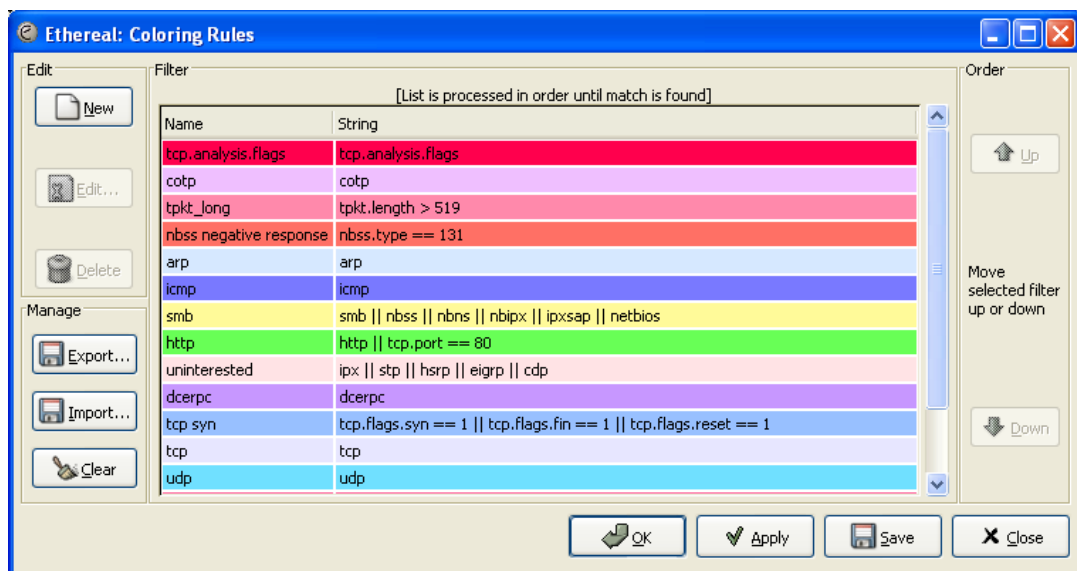 Ethereal: Coloring Rules
Edit
New
Edit...
Delete
Manage
Export...
Import...
Clear
Filter
[List is processed in order until match is found]
Name String
tcp.analysis.flags tcp.analysis.flags
cotp cotp
tpkt_long tpkt.length > 519
nbss negative response nbss.type == 131
arp arp
icmp icmp
smb smb || nbss || nbns || nbipx || ipxsap || netbios
http http || tcp.port == 80
uninterested ipx || stp || hsrp || eigrp || cdp
dcerpc dcerpc
tcp syn tcp.flags.syn == 1 || tcp.flags.fin == 1 || tcp.flags.reset == 1
tcp tcp
udp udp
Order
Up
Move
selected filter
up or down
Down
OK Apply Save Close